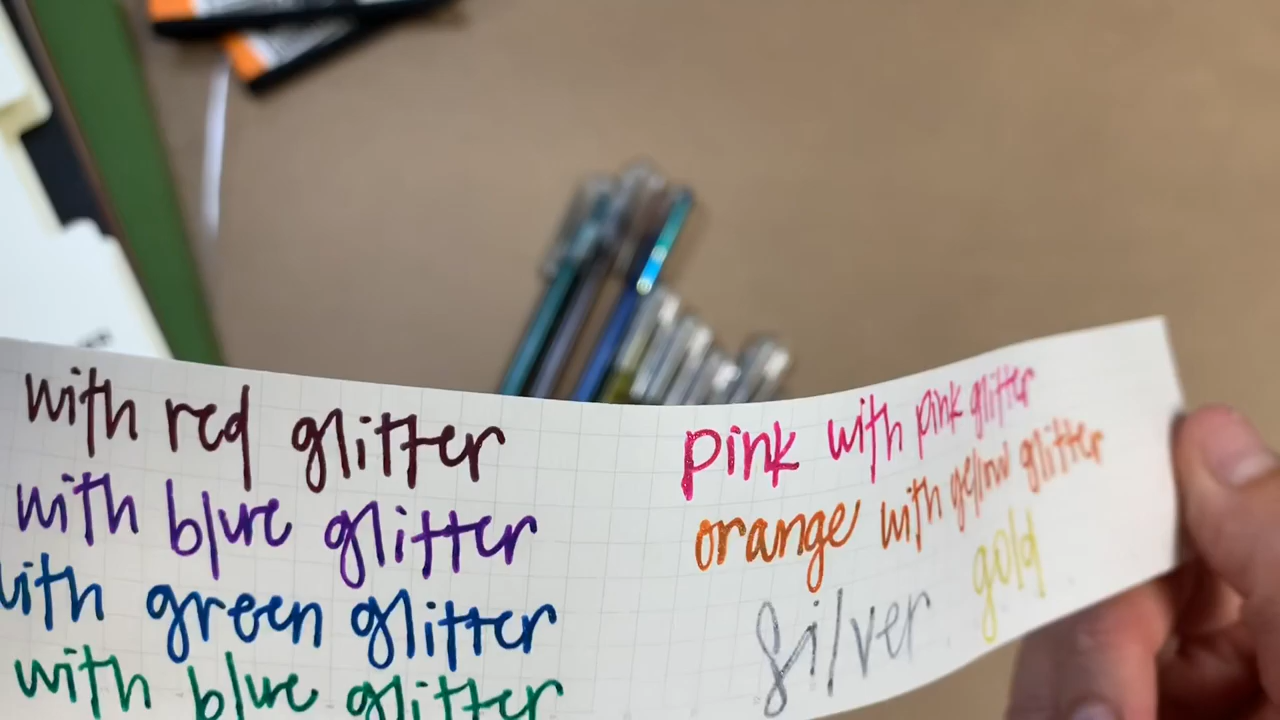 with red glitter
with blue glitter
with green glitter
with blue glitter
pink with pink glitter
orange with yellow glitter
silver gold